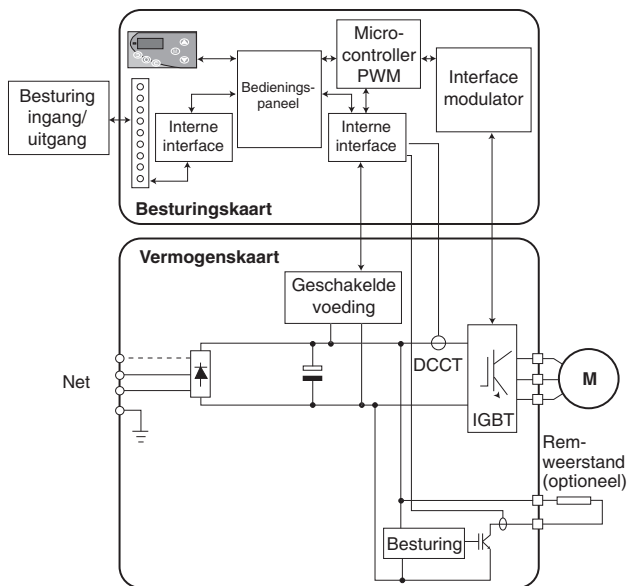 Micro-
controller
PWM
Interface
modulator
Besturing
ingang/
uitgang
Bedienings-
paneel
Interne
interface
Interne
interface
Besturingskaart
Vermogenskaart
Geschakelde
voeding
Net
DCCT
IGBT
M
Rem-
weerstand
(optioneel)
Besturing